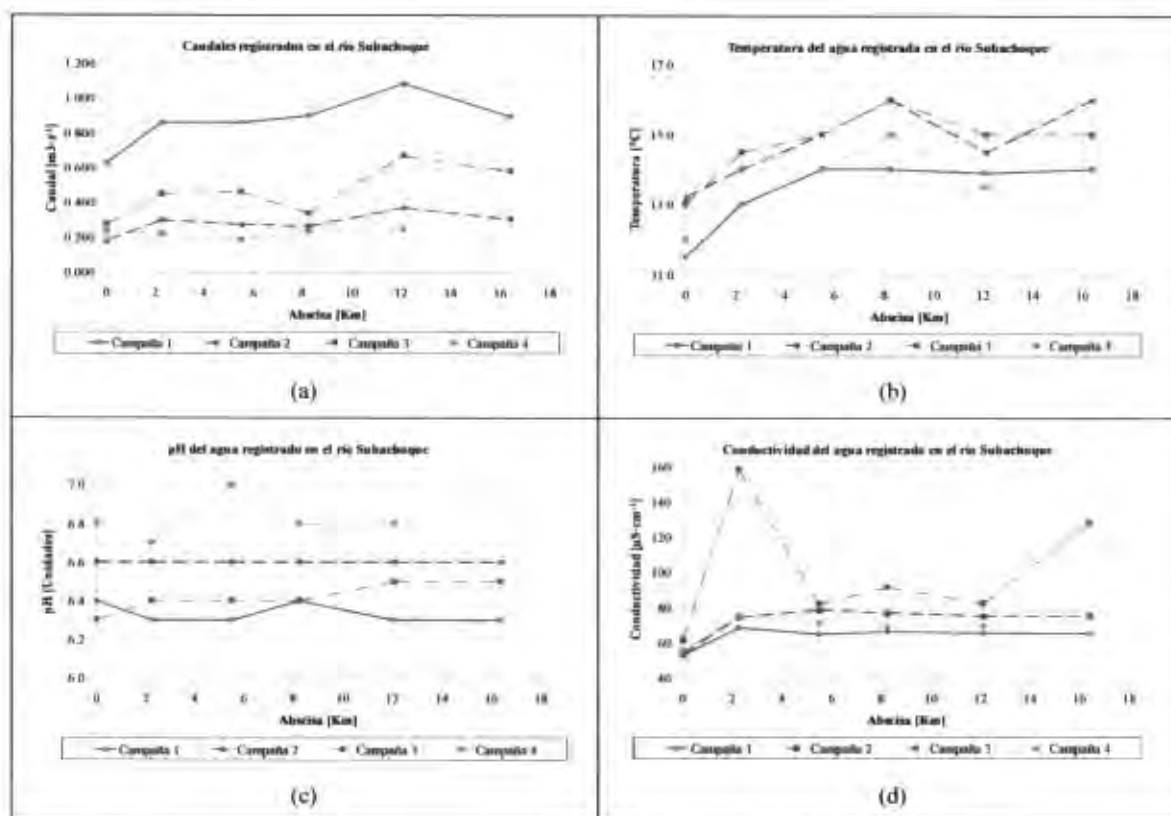 Caudales registrados en el río Subachoque
1.200
1.000
0.800
0.600
0.400
0.200
0.000
Caudal [m3·s⁻¹]
0 2 4 6 8 10 12 14 16 18
Abscisa [Km]
Campaña 1 Campaña 2 Campaña 3 Campaña 4
(a)
Temperatura del agua registrada en el río Subachoque
17.0
15.0
13.0
11.0
Temperatura [°C]
0 2 4 6 8 10 12 14 16 18
Abscisa [Km]
Campaña 1 Campaña 2 Campaña Campaña
(b)
pH del agua registrado en el río Subachoque
7.0
6.8
6.6
6.4
6.2
6.0
pH [Unidades]
0 2 4 6 8 10 12 14 16 18
Abscisa [Km]
Campaña 1 Campaña 2 Campaña 3 Campaña 4
(c)
Conductividad del agua registrada en el río Subachoque
160
140
120
100
80
60
40
Conductividad [µS·cm⁻¹]
0 2 4 6 8 10 12 14 16 18
Abscisa [Km]
Campaña 1 Campaña 2 Campaña 3 Campaña 4
(d)